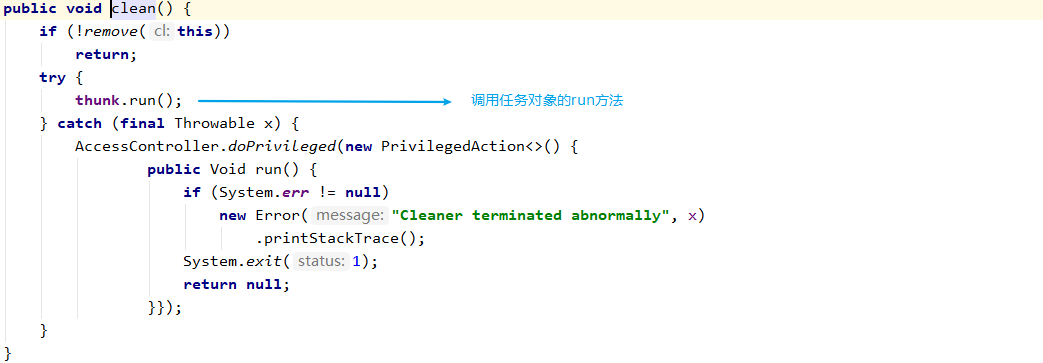 public void clean() {
if (!remove( cl: this))
return;
try {
thunk.run(); 调用任务对象的run方法
} catch (final Throwable x) {
AccessController.doPrivileged(new PrivilegedAction<>() {
public Void run() {
if (System.err != null)
new Error( message: "Cleaner terminated abnormally", x)
.printStackTrace();
System.exit( status: 1);
return null;
}});
}
}